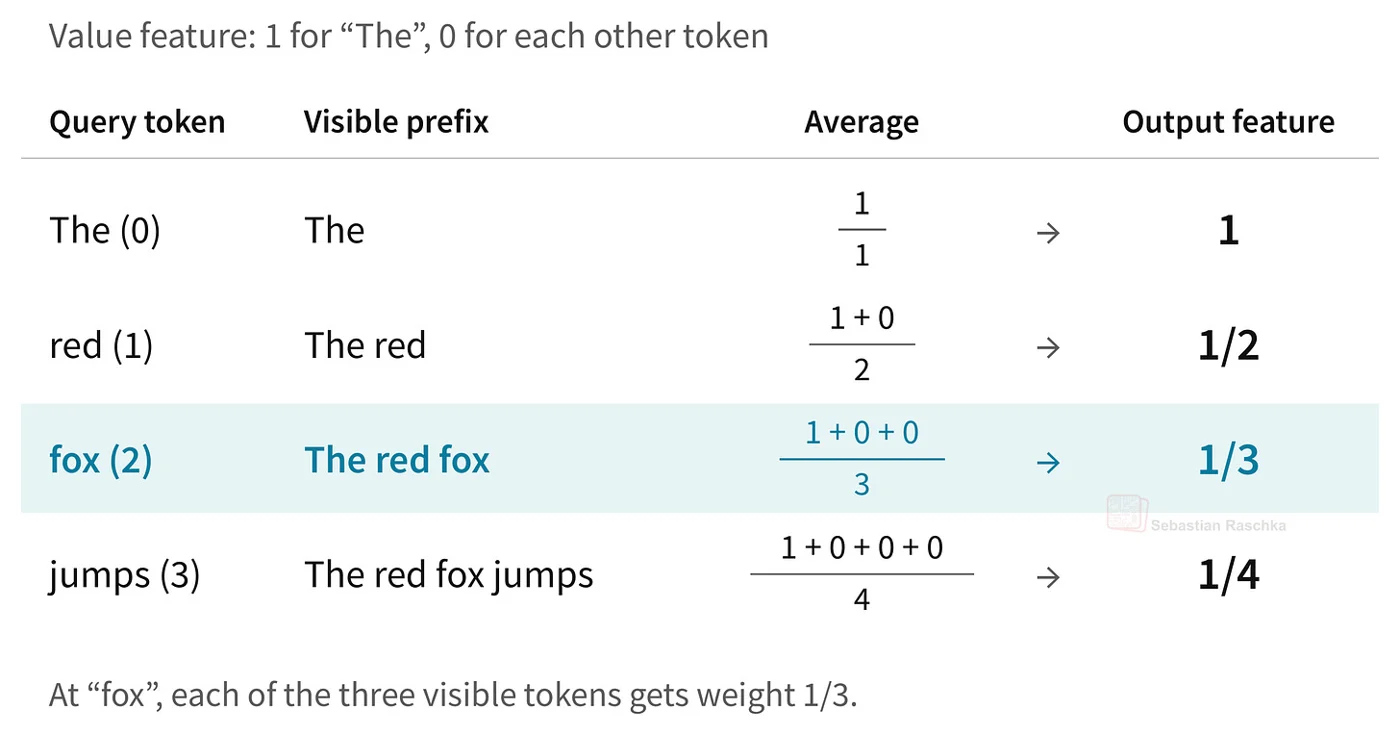 Value feature: 1 for “The”, 0 for each other token
Query token Visible prefix Average Output feature
The (0) The 1/1 → 1
red (1) The red 1 + 0/2 → 1/2
fox (2) The red fox 1 + 0 + 0/3 → 1/3
Sebastian Raschka
jumps (3) The red fox jumps 1 + 0 + 0 + 0/4 → 1/4
At “fox”, each of the three visible tokens gets weight 1/3.